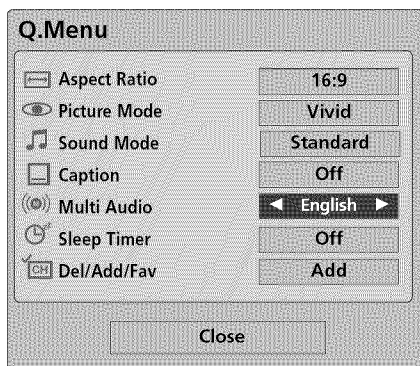 Q.Menu
Aspect Ratio 16:9
Picture Mode Vivid
Sound Mode Standard
Caption Off
Multi Audio ◄ English ►
Sleep Timer Off
CH Del/Add/Fav Add
Close